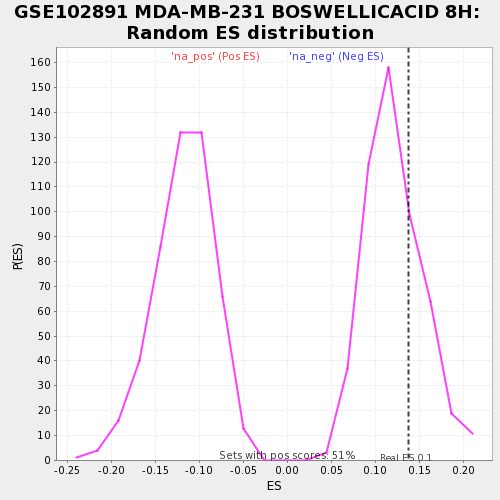 GSE102891 MDA-MB-231 BOSWELLICACID 8H:
Random ES distribution
'na_pos' (Pos ES) 'na_neg' (Neg ES)
160
150
140
130
120
110
100
90
80
70
60
50
40
30
20
10
0
P(ES)
Sets with pos scores: 51%
Real ES 0.1
-0.25 -0.20 -0.15 -0.10 -0.05 0.00 0.05 0.10 0.15 0.20
ES